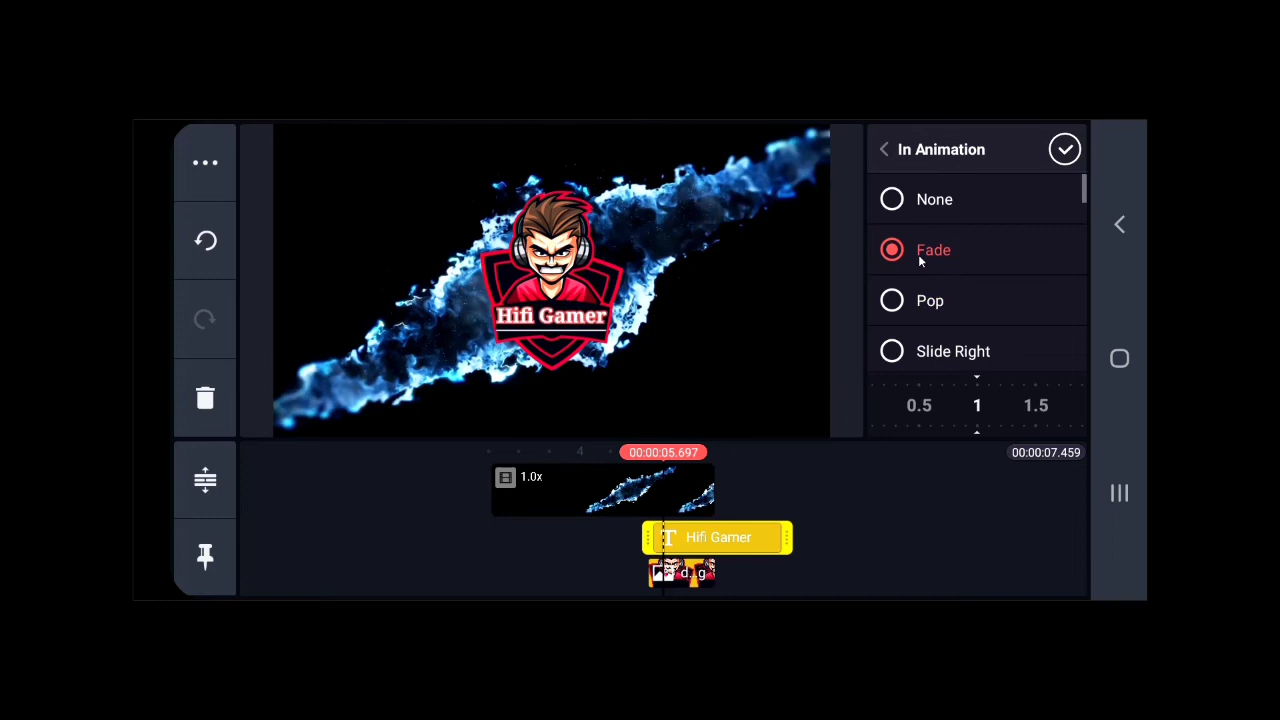 In Animation
None
Fade
Pop
Slide Right
0.5 1 1.5
Hifi Gamer
4 00:00:05.697 00:00:07.459
1.0x
T Hifi Gamer
d..g